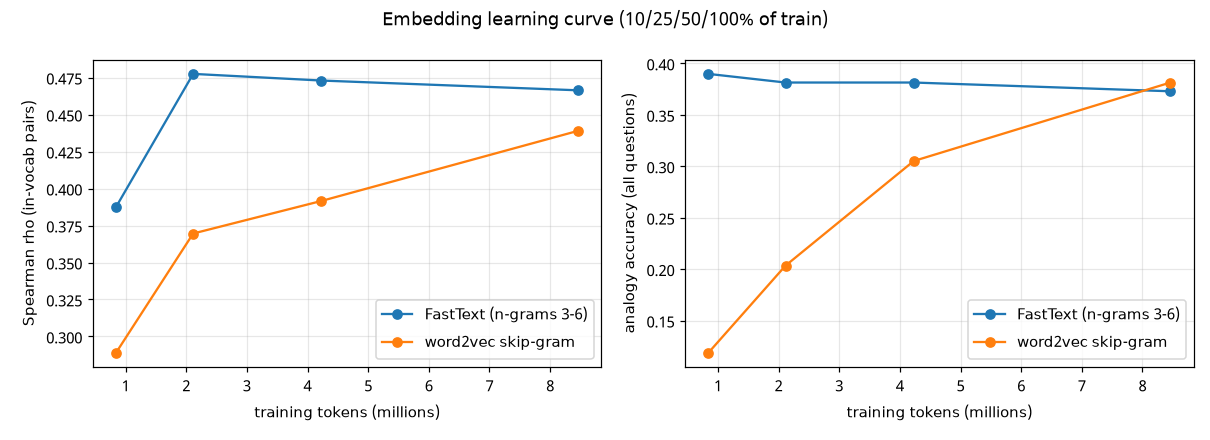 Embedding learning curve (10/25/50/100% of train)
Spearman rho (in-vocab pairs)
0.475
0.450
0.425
0.400
0.375
0.350
0.325
0.300
1 2 3 4 5 6 7 8
training tokens (millions)
FastText (n-grams 3-6)
word2vec skip-gram
analogy accuracy (all questions)
0.40
0.35
0.30
0.25
0.20
0.15
1 2 3 4 5 6 7 8
training tokens (millions)
FastText (n-grams 3-6)
word2vec skip-gram